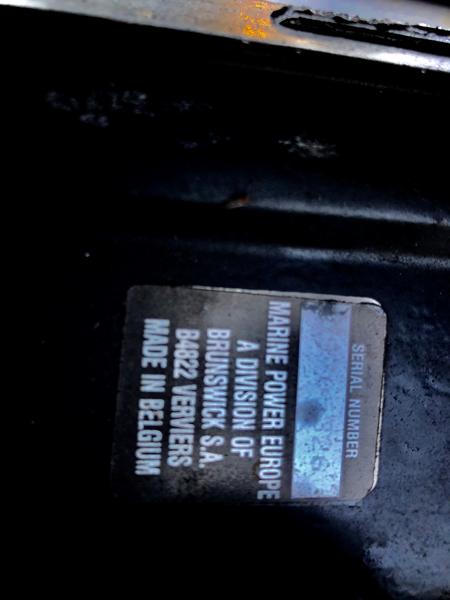 SERIAL NUMBER
MARINE POWER EUROPE
A DIVISION OF
BRUNSWICK S.A.
B4822 VERVIERS
MADE IN BELGIUM